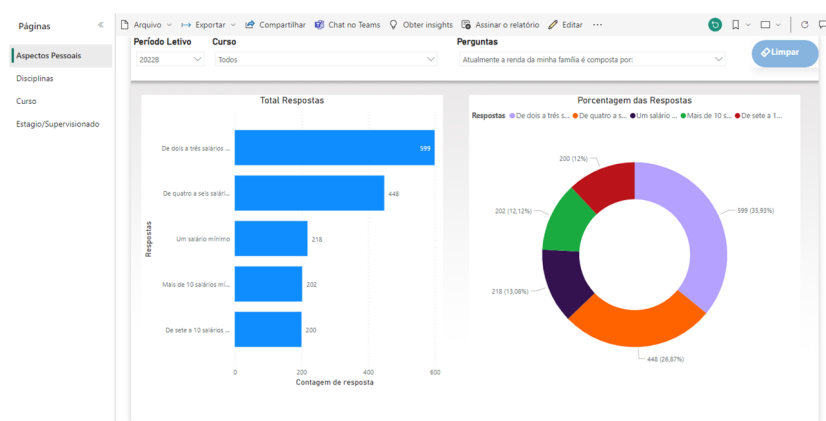 Páginas
Aspectos Pessoais
Disciplinas
Curso
Estagio/Supervisionado
Arquivo Exportar Compartilhar Chat no Teams Obter insights Assinar o relatório Editar ...
Período Letivo Curso Perguntas
2022B Todos Atualmente a renda da minha família é composta por:
Limpar
Total Respostas
Respostas
De dois a três salários ...
599
De quatro a seis salári...
448
Um salário mínimo
218
Mais de 10 salários mí...
202
De sete a 10 salários ...
200
0 200 400 600
Contagem de resposta
Porcentagem das Respostas
Respostas De dois a três s... De quatro a s... Um salário ... Mais de 10 s... De sete a 1...
200 (12%)
599 (35,93%)
202 (12,12%)
218 (13,08%)
448 (26,87%)